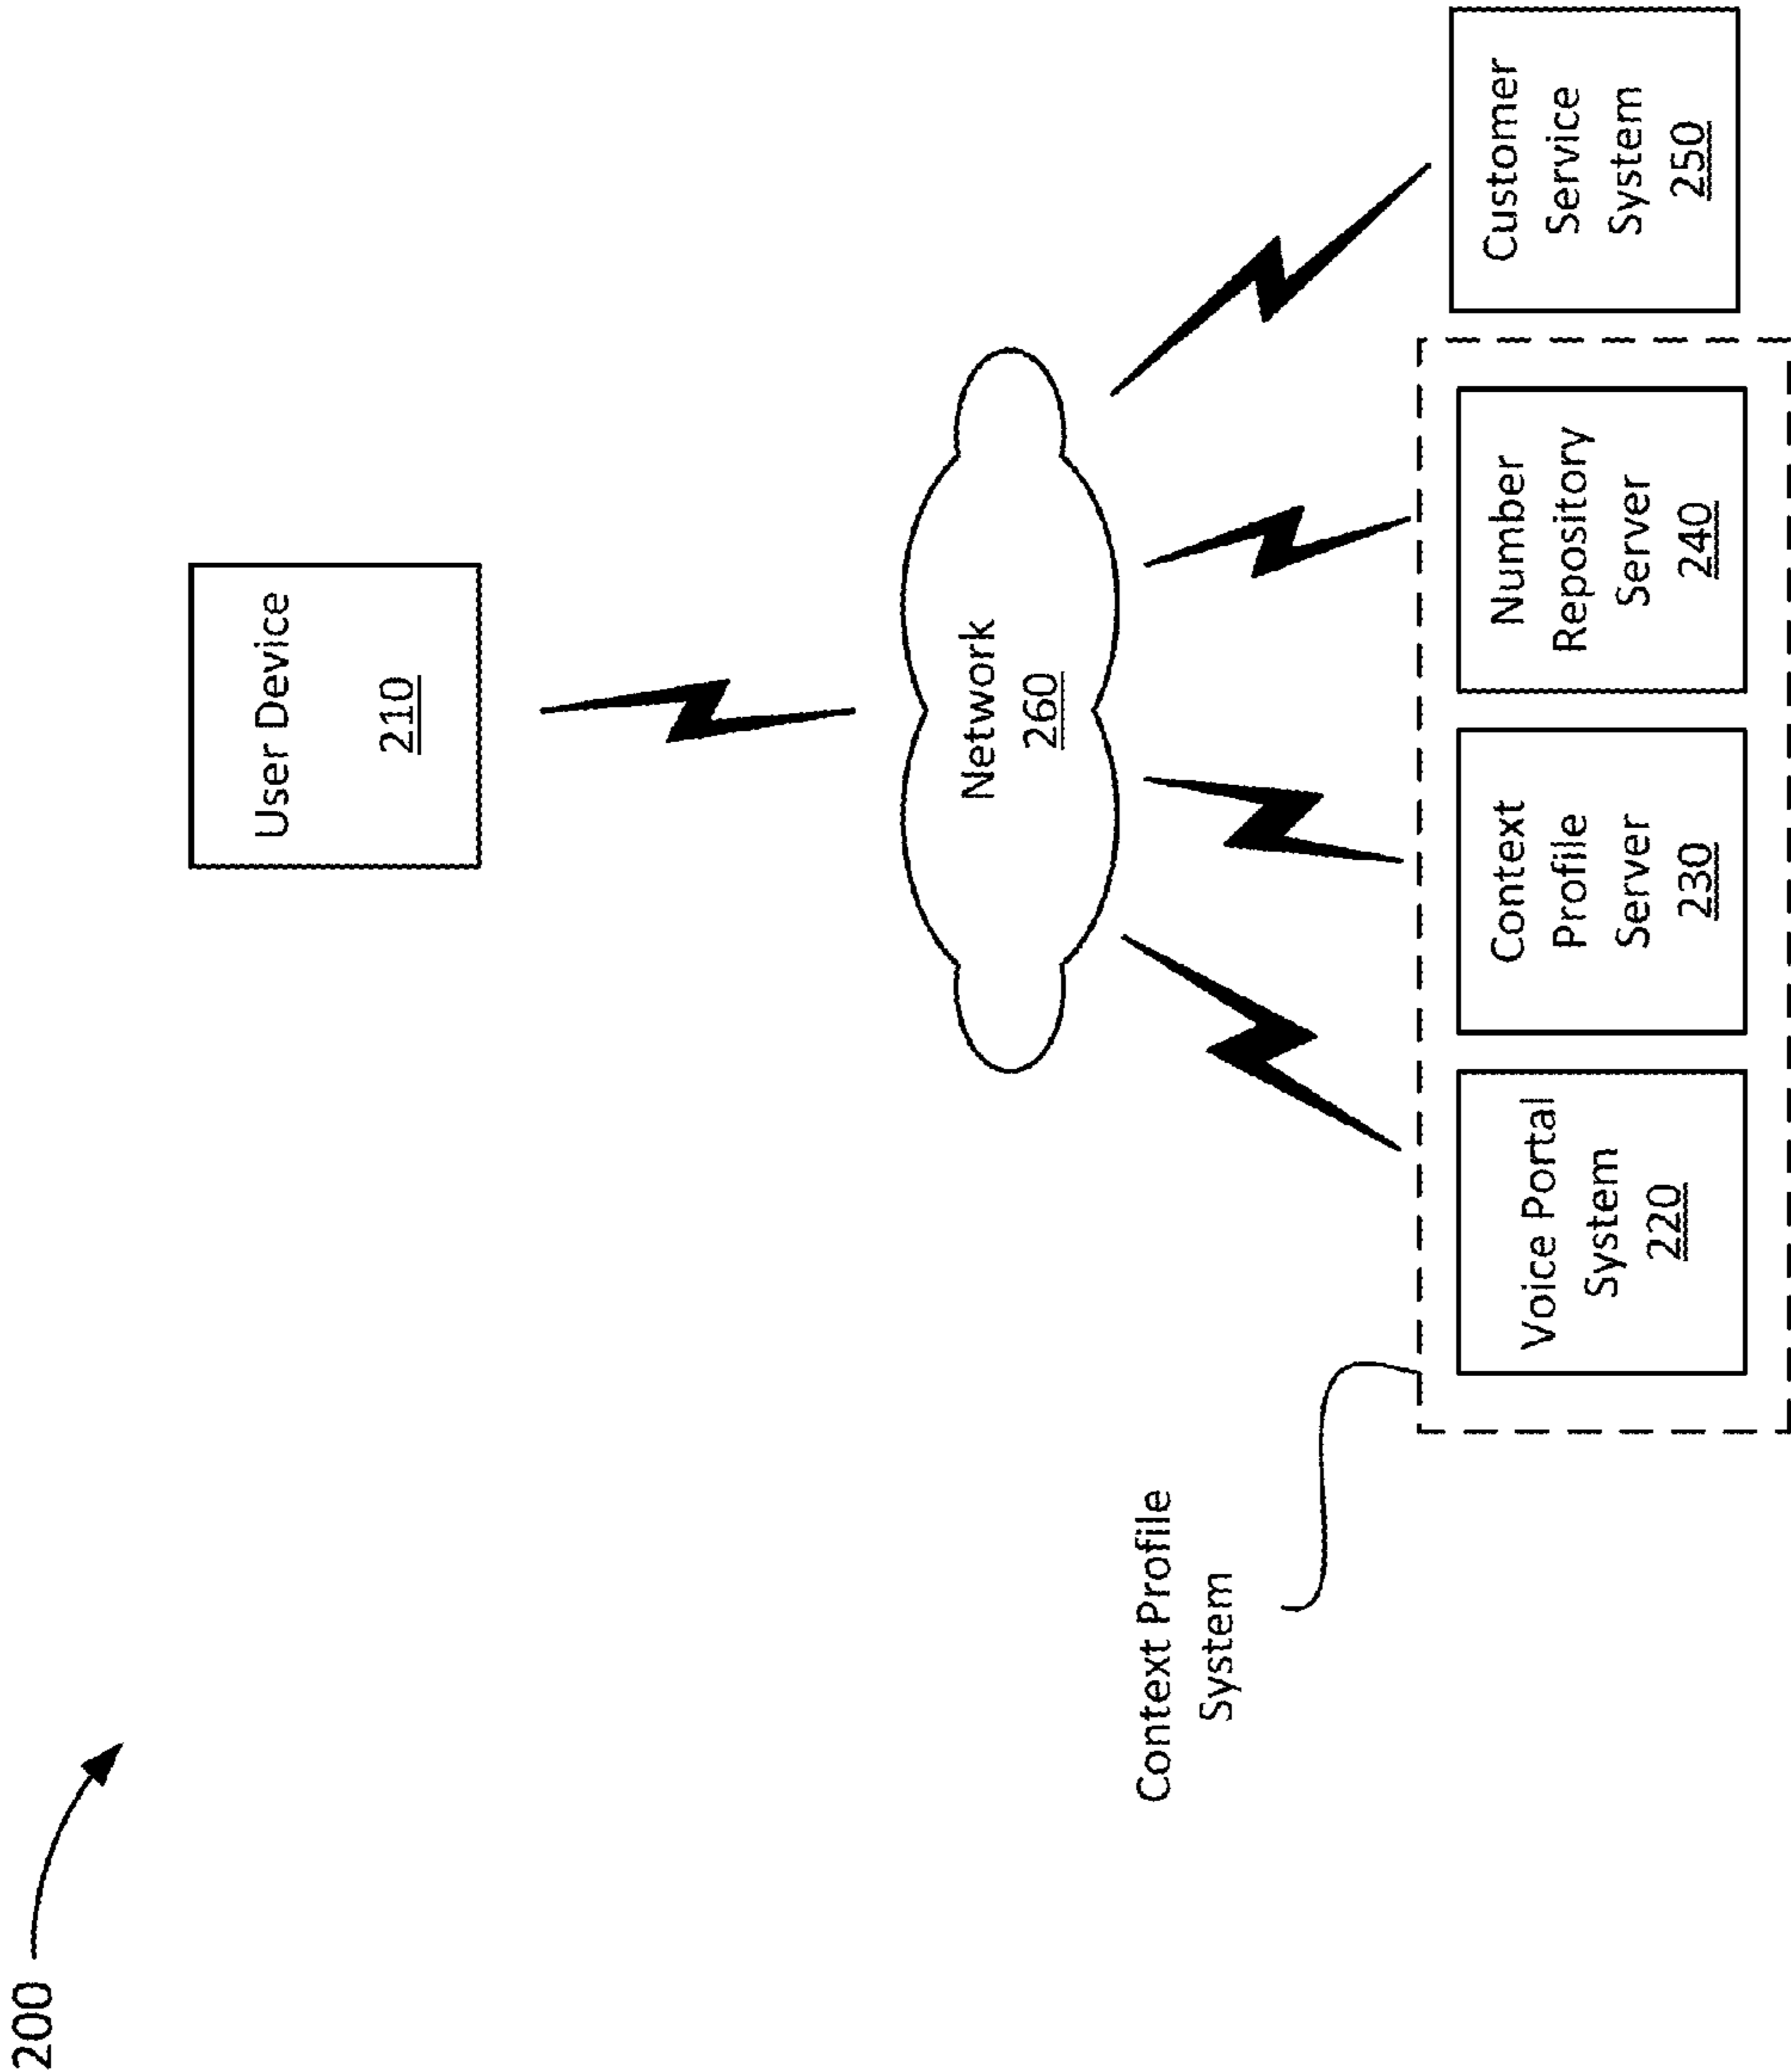 200
User Device
210
Network
260
Context Profile
System
Voice Portal
System
220
Context
Profile
Server
230
Number
Repository
Server
240
Customer
Service
System
250